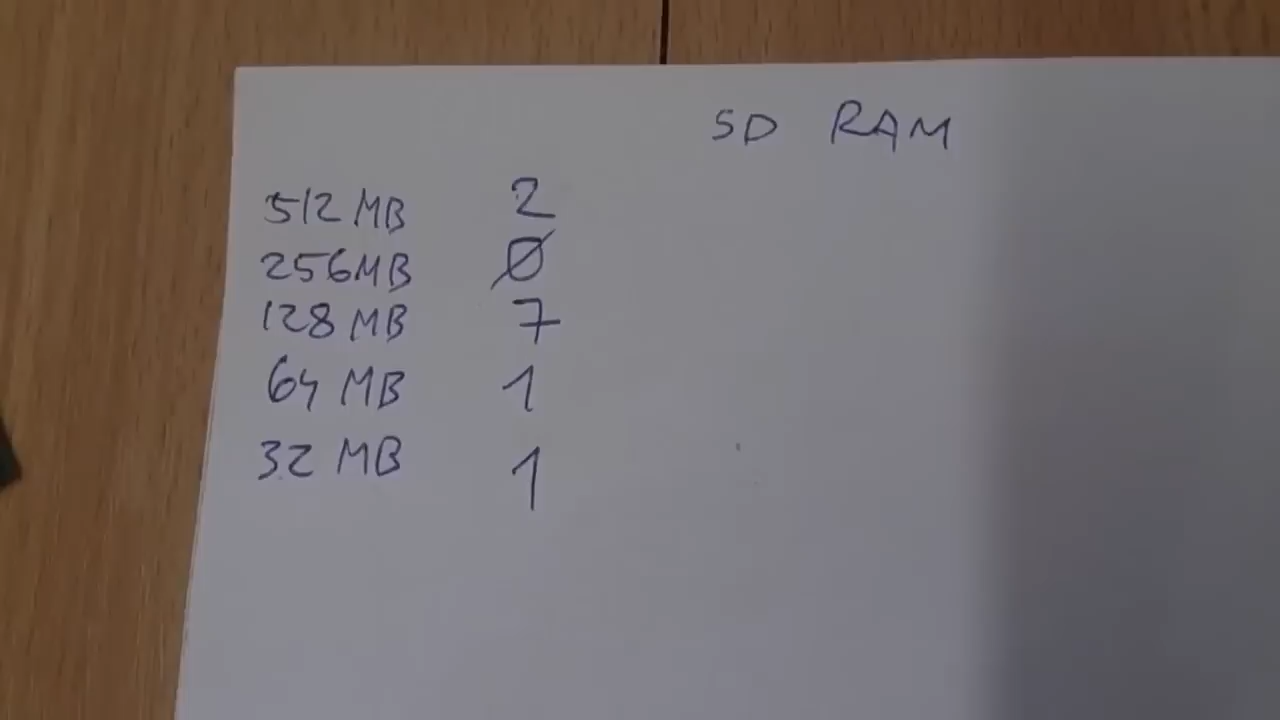 SD RAM
512 MB 2
256MB Ø
128 MB 7
64 MB 1
32 MB 1